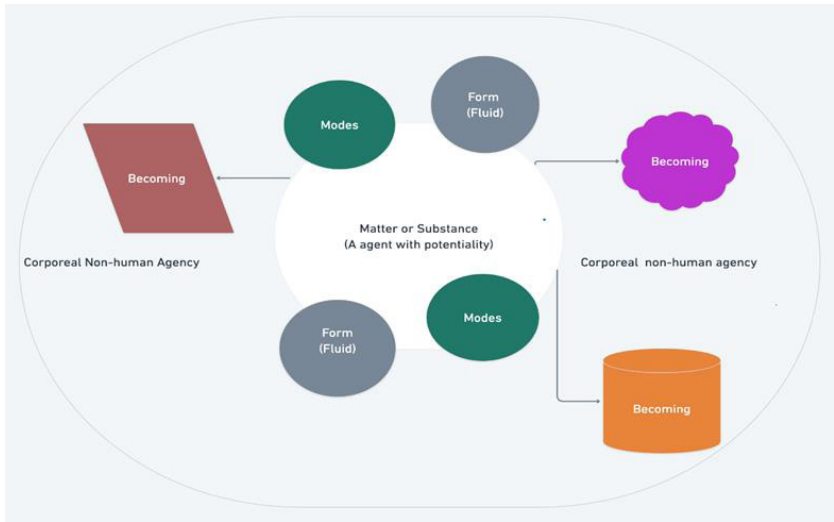 Form
(Fluid)
Modes
Becoming
Becoming
Matter or Substance
(A agent with potentiality)
Corporeal Non-human Agency
Corporeal non-human agency
Modes
Form
(Fluid)
Becoming